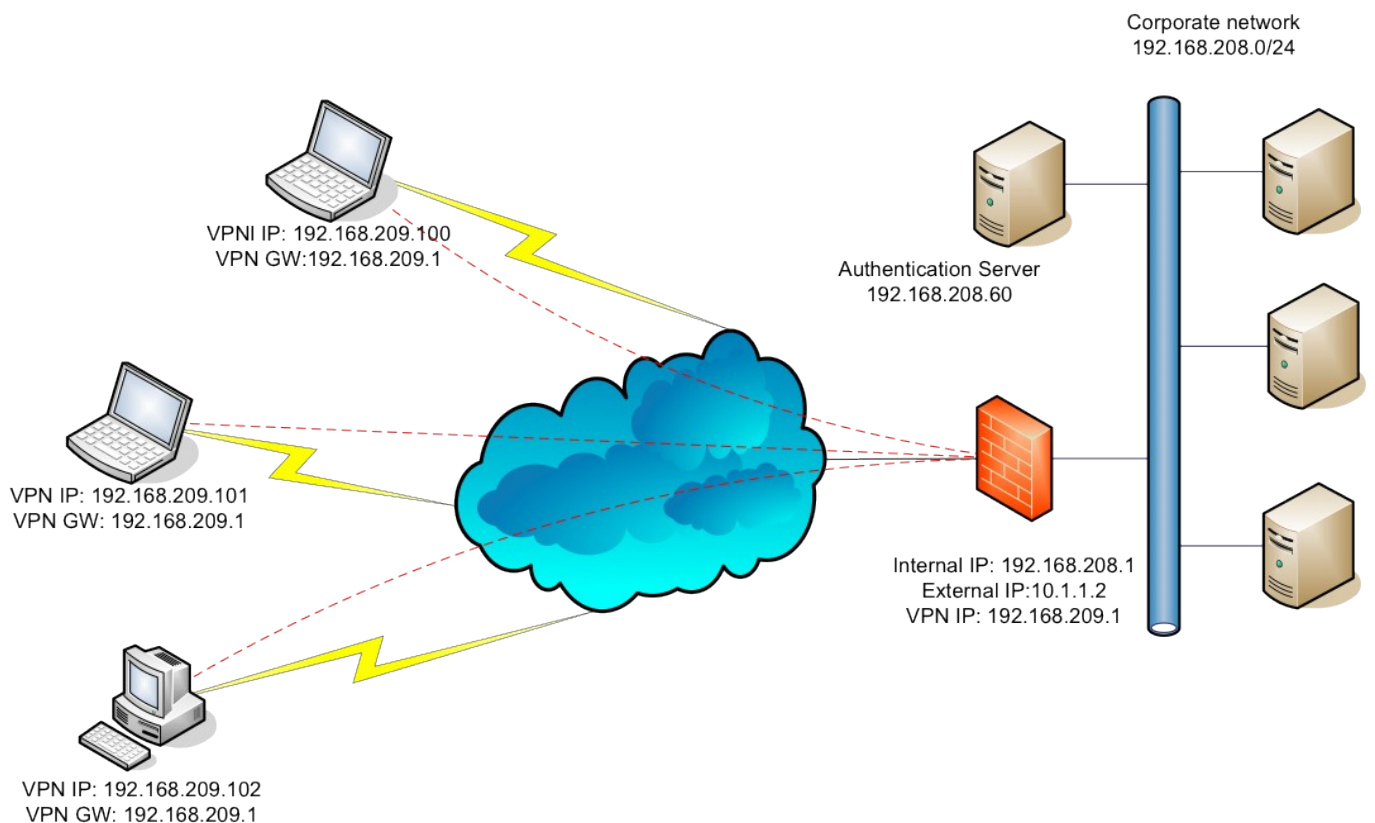 Corporate network
192.168.208.0/24
VPNI IP: 192.168.209.100
VPN GW:192.168.209.1
Authentication Server
192.168.208.60
VPN IP: 192.168.209.101
VPN GW: 192.168.209.1
Internal IP: 192.168.208.1
External IP:10.1.1.2
VPN IP: 192.168.209.1
VPN IP: 192.168.209.102
VPN GW: 192.168.209.1